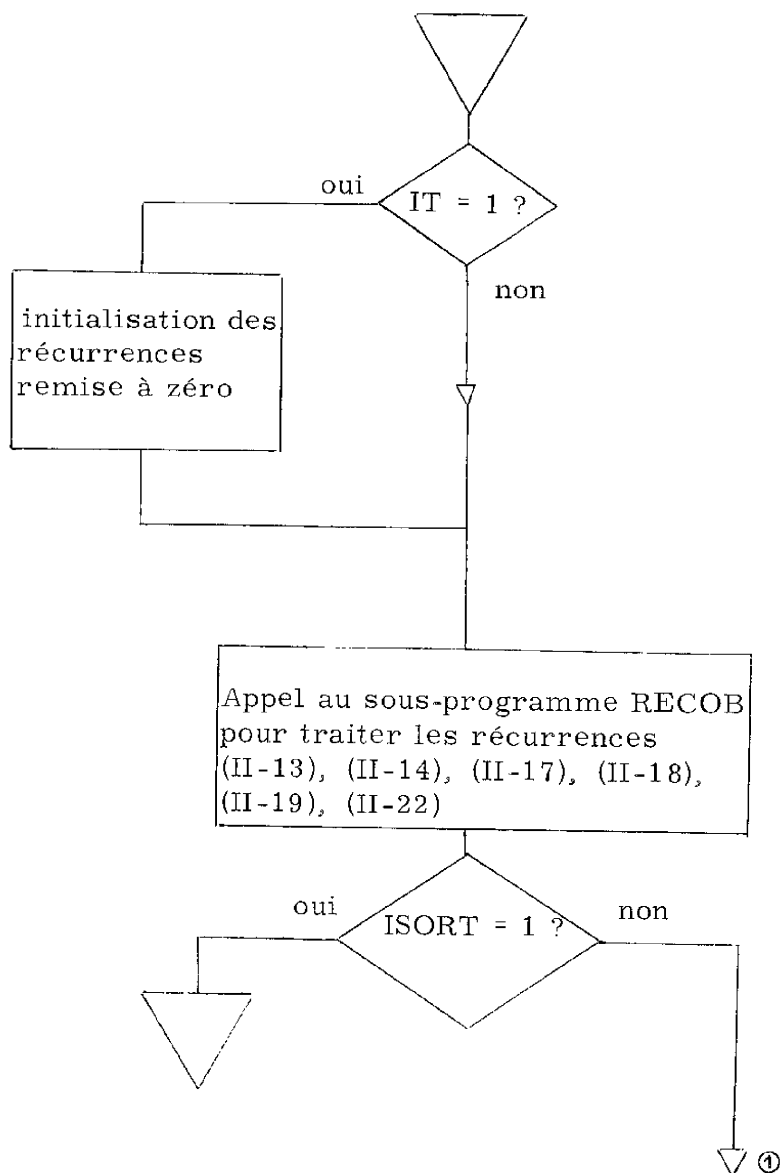 oui
IT = 1 ?
non
initialisation des
récurrences
remise à zéro
Appel au sous-programme RECOB
pour traiter les récurrences
(II-13), (II-14), (II-17), (II-18),
(II-19), (II-22)
oui
ISORT = 1 ?
non
①